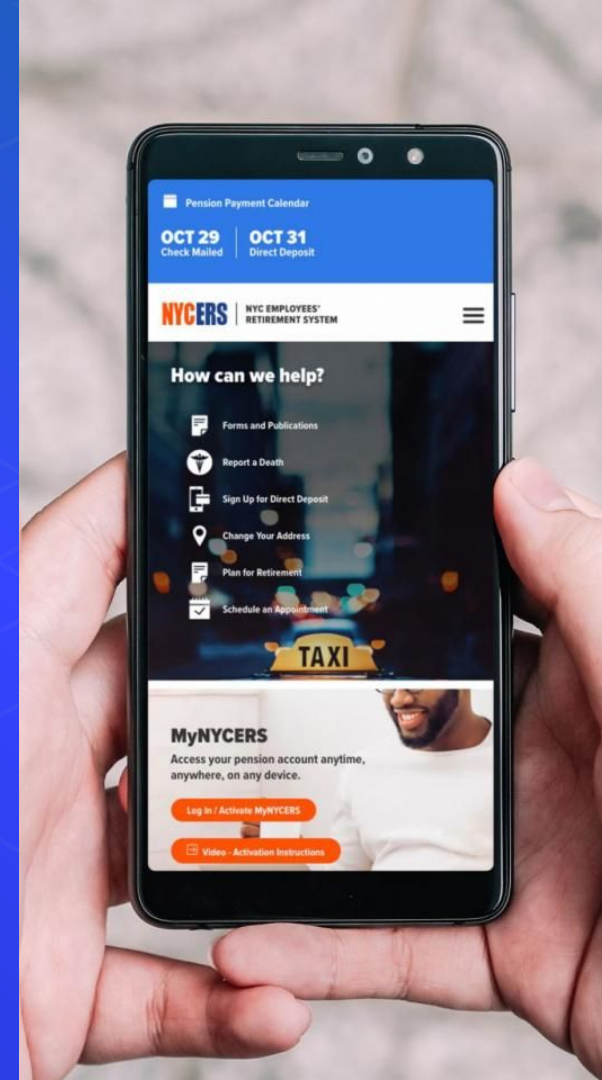 Pension Payment Calendar
OCT 29
Check Mailed
OCT 31
Direct Deposit
NYCERS
NYC EMPLOYEES'
RETIREMENT SYSTEM
How can we help?
Forms and Publications
Report a Death
Sign Up for Direct Deposit
Change Your Address
Plan for Retirement
Schedule an Appointment
TAXI
MyNYCERS
Access your pension account anytime,
anywhere, on any device.
Log In / Activate MyNYCERS
Video - Activation Instructions